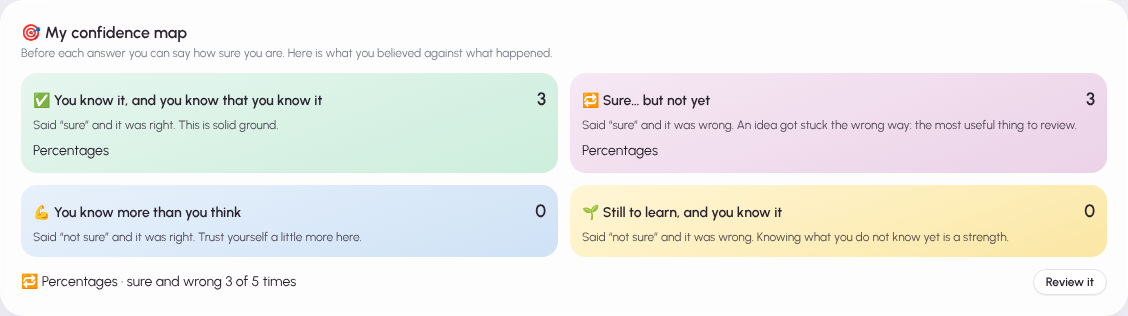 🎯 My confidence map
Before each answer you can say how sure you are. Here is what you believed against what happened.
✅ You know it, and you know that you know it 3
Said “sure” and it was right. This is solid ground.
Percentages
🔁 Sure... but not yet 3
Said “sure” and it was wrong. An idea got stuck the wrong way: the most useful thing to review.
Percentages
💪 You know more than you think 0
Said “not sure” and it was right. Trust yourself a little more here.
🌱 Still to learn, and you know it 0
Said “not sure” and it was wrong. Knowing what you do not know yet is a strength.
🔁 Percentages · sure and wrong 3 of 5 times
Review it